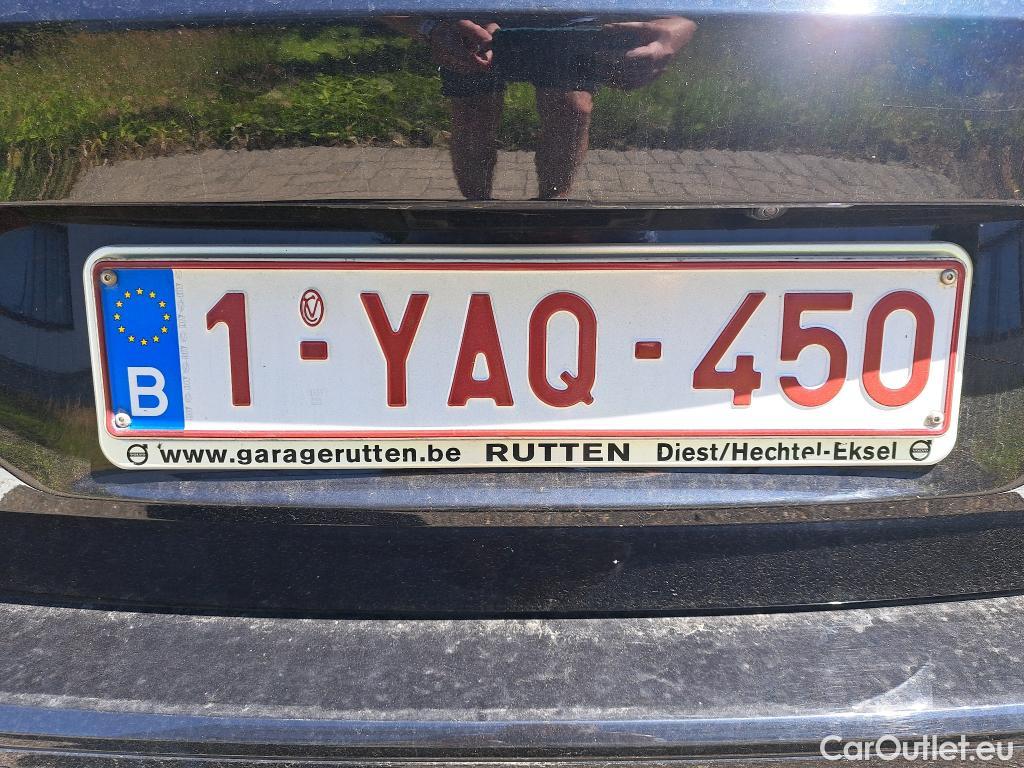 1-YAQ-450
B
www.garagerutten.be RUTTEN Diest/Hechtel-Eksel
CarOutlet.eu